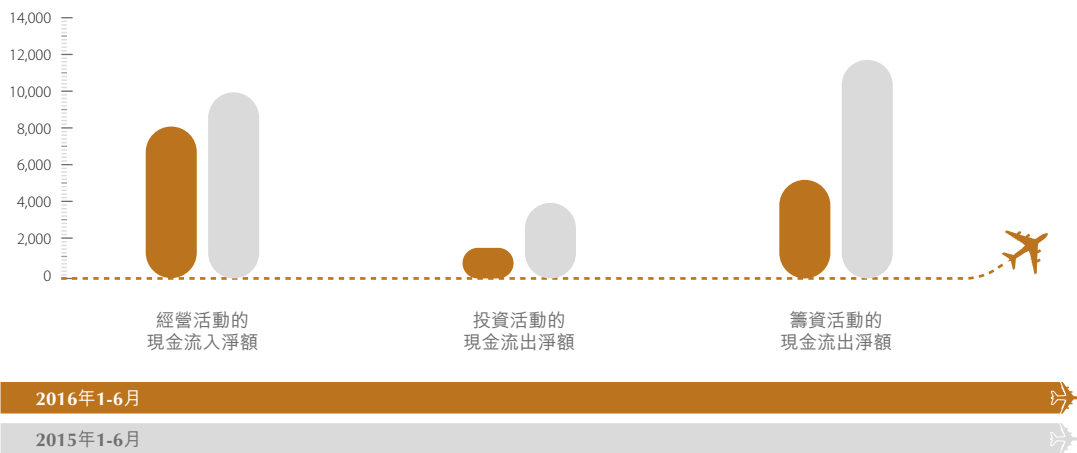 14,000
12,000
10,000
8,000
6,000
4,000
2,000
0
經營活動的
現金流入淨額
投資活動的
現金流出淨額
籌資活動的
現金流出淨額
2016年1-6月
2015年1-6月